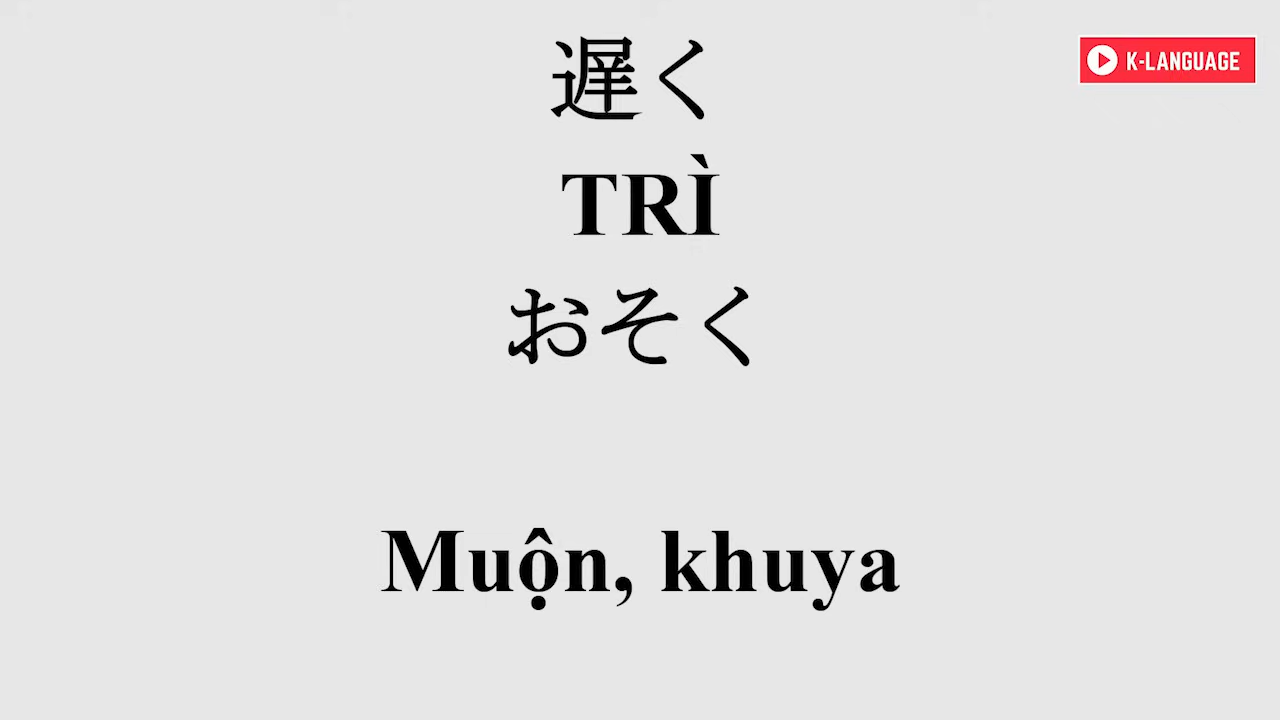 遅く
K-LANGUAGE
TRÌ
おそく
Muộn, khuya